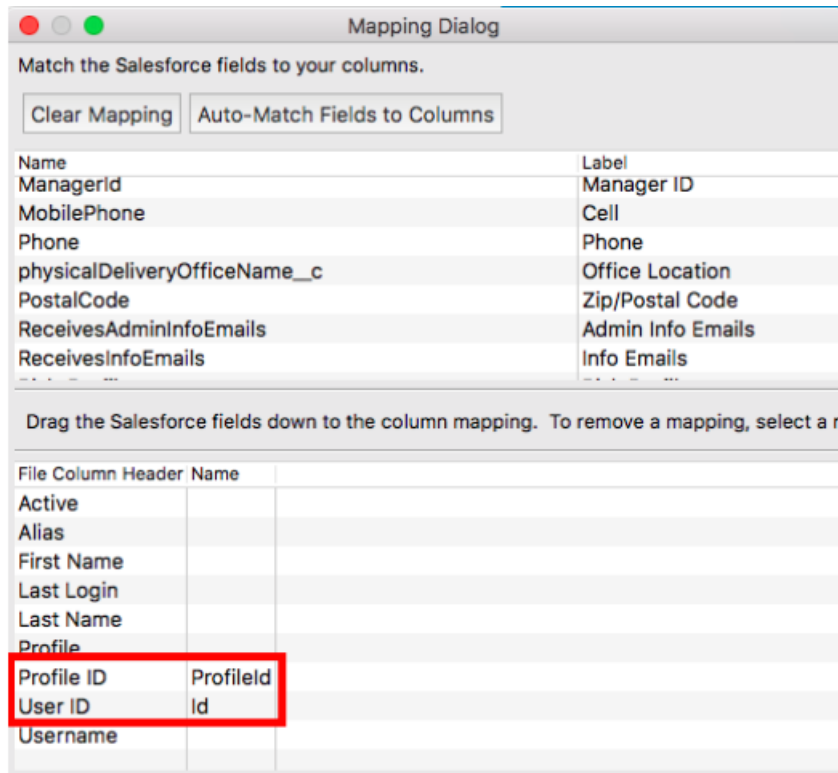 Mapping Dialog
Match the Salesforce fields to your columns.
Clear Mapping Auto-Match Fields to Columns
Name Label
ManagerId Manager ID
MobilePhone Cell
Phone Phone
physicalDeliveryOfficeName__c Office Location
PostalCode Zip/Postal Code
ReceivesAdminInfoEmails Admin Info Emails
ReceivesInfoEmails Info Emails
Drag the Salesforce fields down to the column mapping. To remove a mapping, select a
File Column Header Name
Active
Alias
First Name
Last Login
Last Name
Profile
Profile ID ProfileId
User ID Id
Username